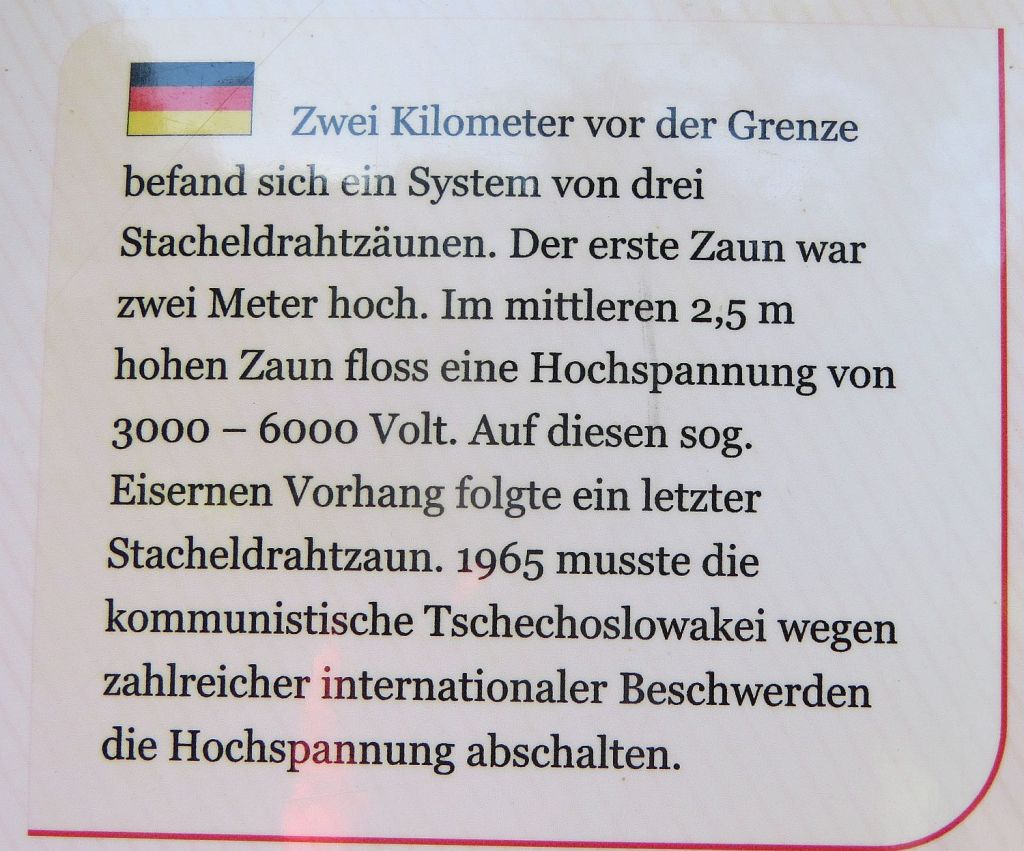 Zwei Kilometer vor der Grenze
befand sich ein System von drei
Stacheldrahtzäunen. Der erste Zaun war
zwei Meter hoch. Im mittleren 2,5 m
hohen Zaun floss eine Hochspannung von
3000 – 6000 Volt. Auf diesen sog.
Eisernen Vorhang folgte ein letzter
Stacheldrahtzaun. 1965 musste die
kommunistische Tschechoslowakei wegen
zahlreicher internationaler Beschwerden
die Hochspannung abschalten.